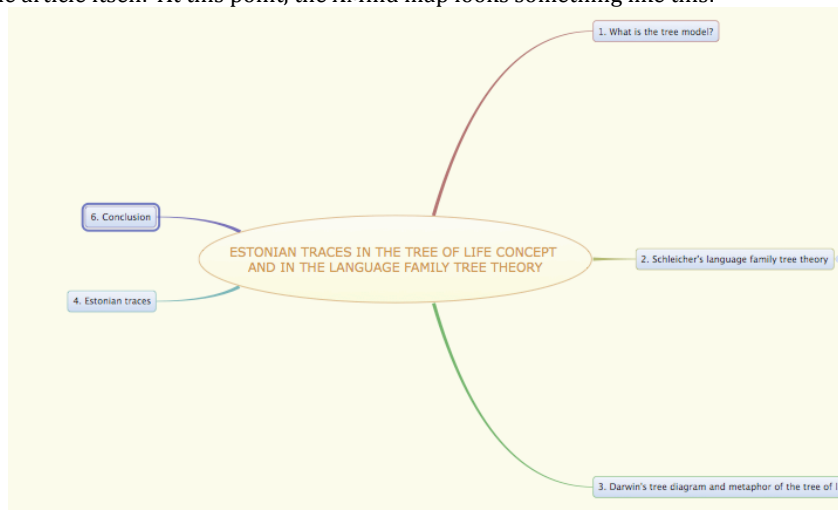 article itself. At this point, the XMind map looks something like this:
1. What is the tree model?
6. Conclusion
ESTONIAN TRACES IN THE TREE OF LIFE CONCEPT
AND IN THE LANGUAGE FAMILY TREE THEORY
2. Schleicher's language family tree theory
4. Estonian traces
3. Darwin's tree diagram and metaphor of the tree of